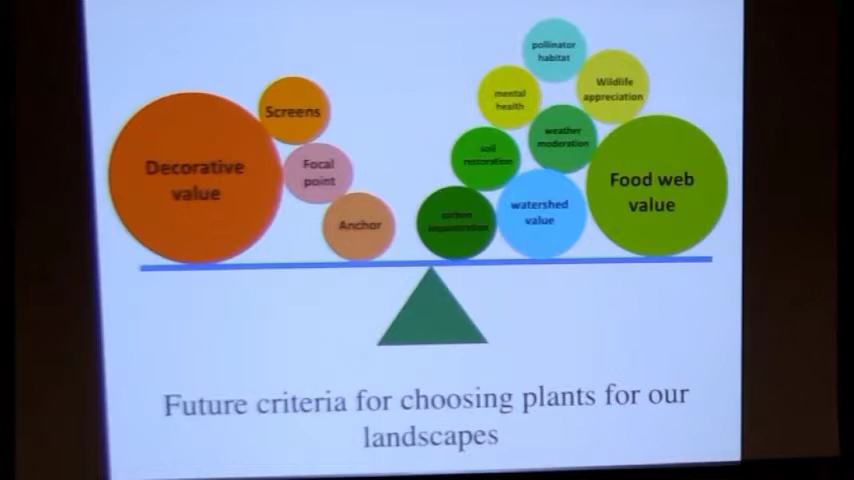 pollinator
habitat
Wildlife
appreciation
mental
health
Screens
weather
moderation
soil
restoration
Decorative
value
Focal
point
Food web
value
watershed
value
Anchor
carbon
sequestration
Future criteria for choosing plants for our
landscapes